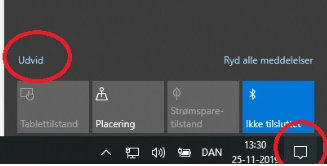 Udvid
Ryd alle meddelelser
Tablettilstand
Placering
Strømspare-
tilstand
Ikke tilsluttet
DAN
13:30
25-11-2019